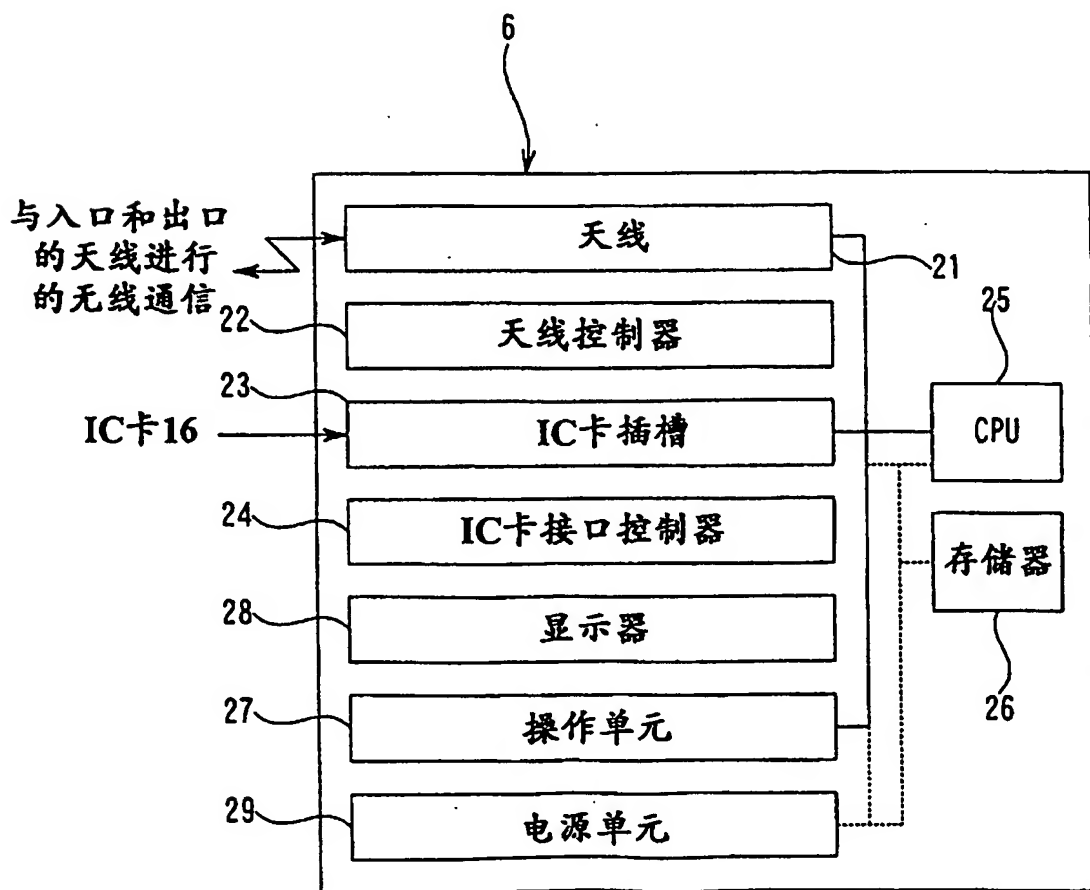 6
与入口和出口
的天线进行
的无线通信
天线
21
22
天线控制器
25
23
IC卡16
IC卡插槽
CPU
24
IC卡接口控制器
存储器
28
显示器
26
27
操作单元
29
电源单元